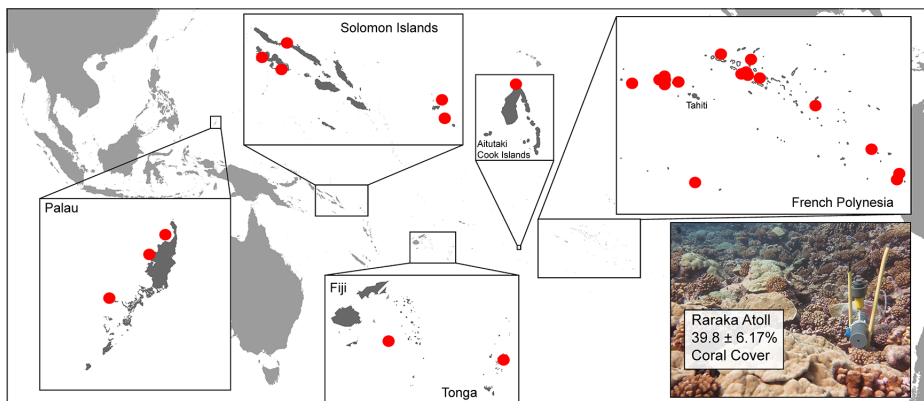 Solomon Islands
Aitutaki
Cook Islands
Tahiti
French Polynesia
Palau
Fiji
Tonga
Raraka Atoll
39.8 ± 6.17%
Coral Cover